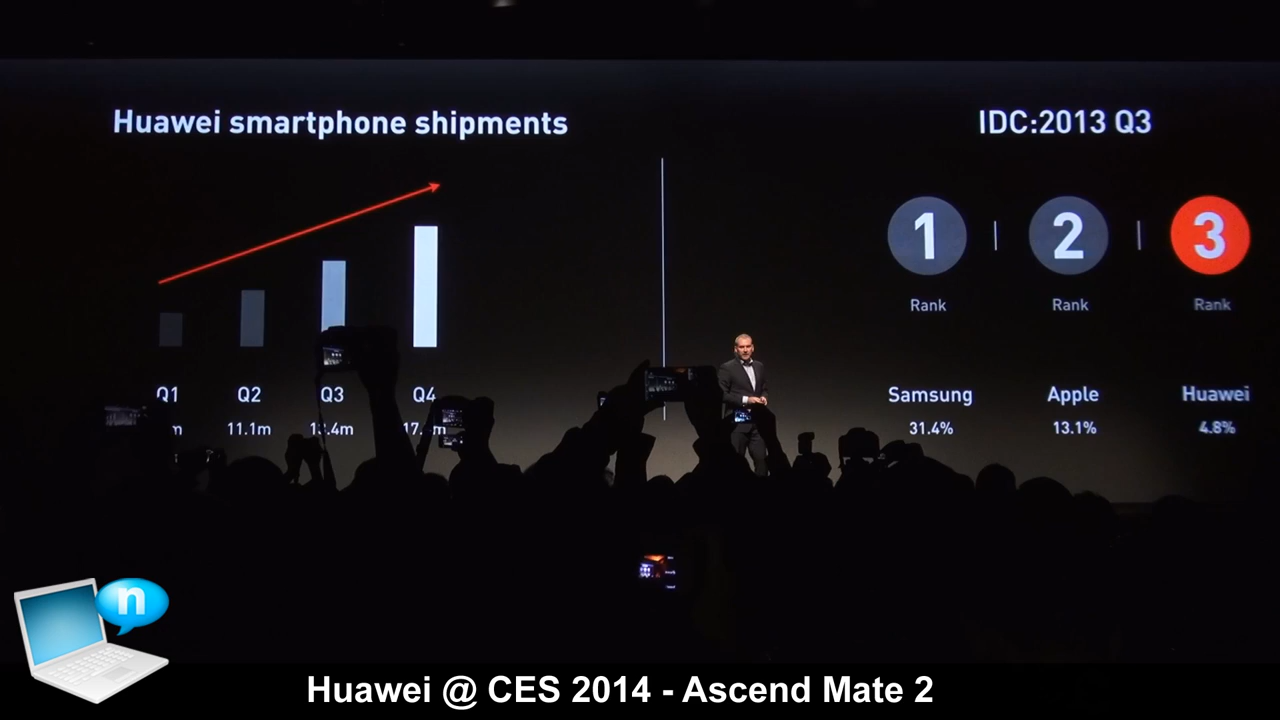 Huawei smartphone shipments
IDC:2013 Q3
1 2 3
Rank Rank Rank
Q1 Q2 Q3 Q4
11.1m
Samsung Apple Huawei
31.4% 13.1% 4.8%
n
Huawei @ CES 2014 - Ascend Mate 2